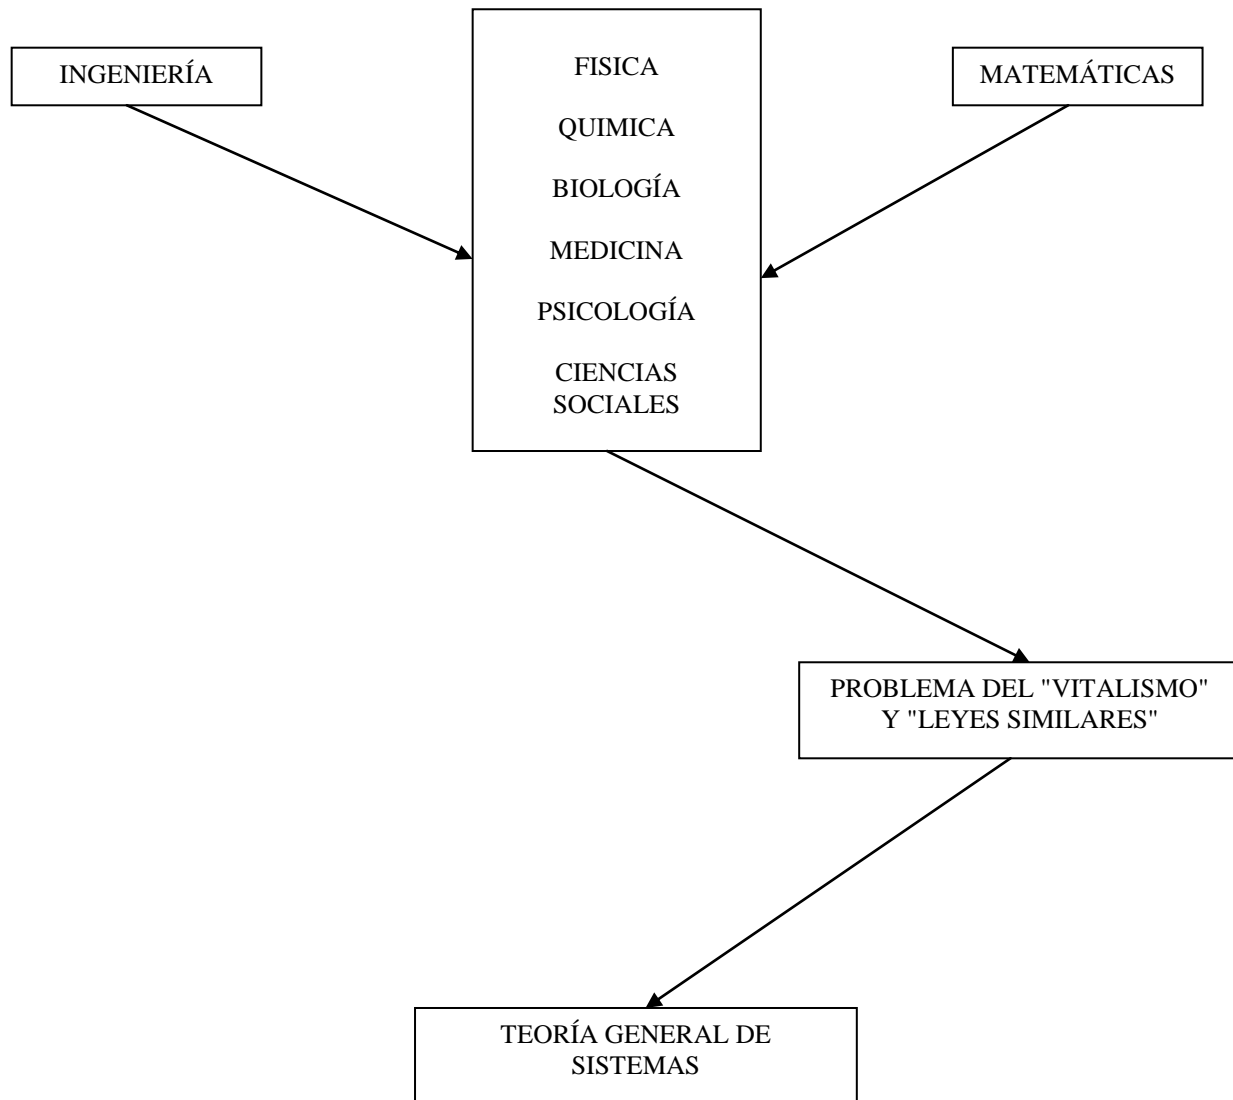 INGENIERÍA
FISICA
QUIMICA
BIOLOGÍA
MEDICINA
PSICOLOGÍA
CIENCIAS
SOCIALES
MATEMÁTICAS
PROBLEMA DEL "VITALISMO"
Y "LEYES SIMILARES"
TEORÍA GENERAL DE
SISTEMAS